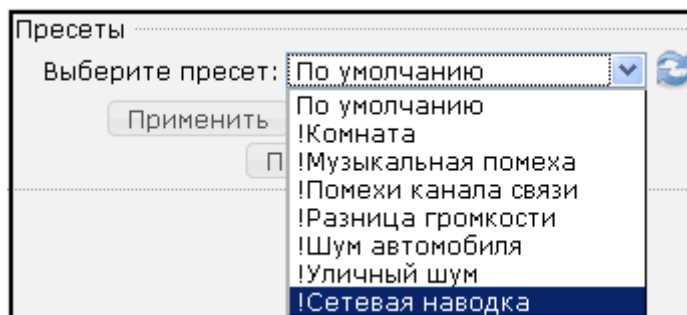 Пресеты
Выберите пресет: По умолчанию
По умолчанию
Применить
!Комната
!Музыкальная помеха
П
!Помехи канала связи
!Разница громкости
!Шум автомобиля
!Уличный шум
!Сетевая наводка